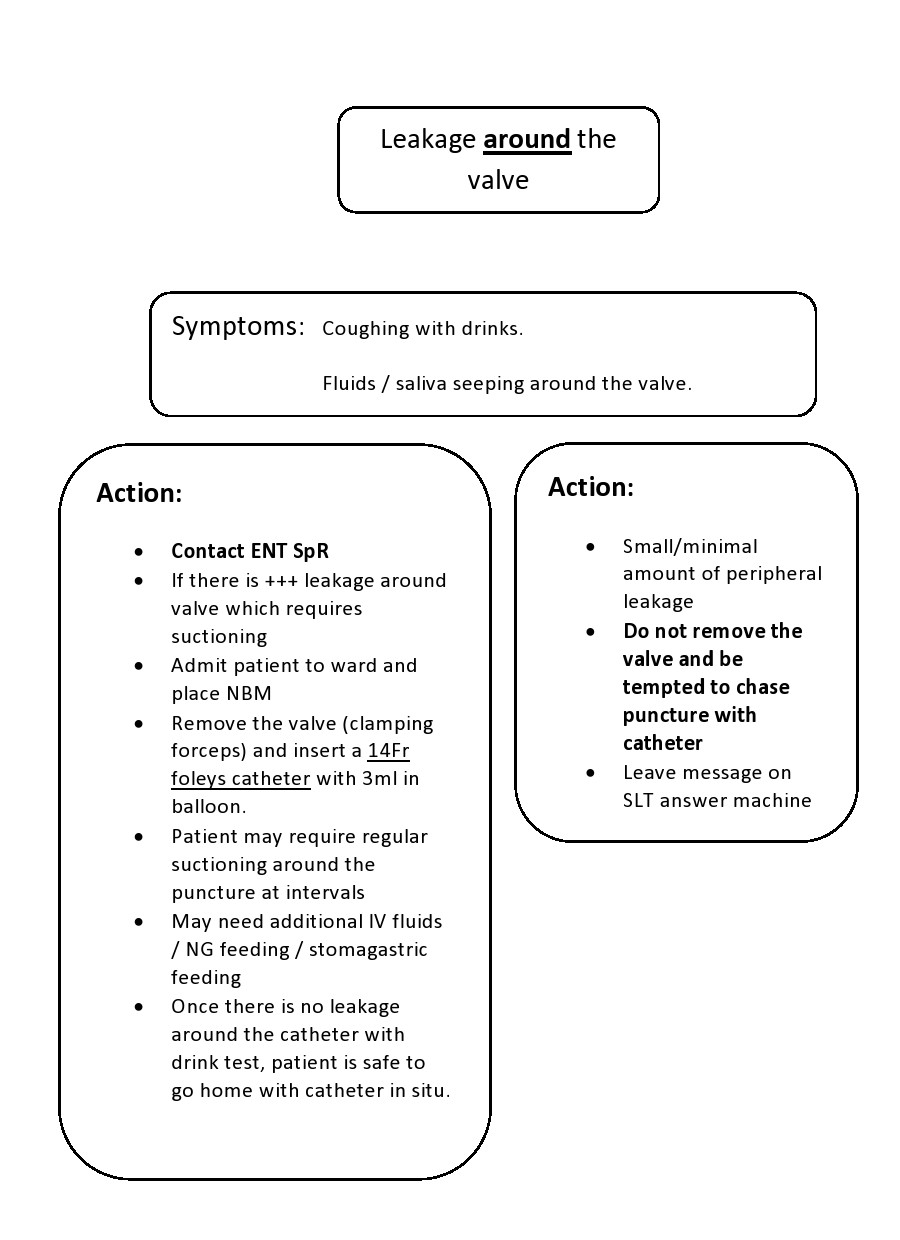 Leakage around the
valve
Symptoms: Coughing with drinks.
Fluids / saliva seeping around the valve.
Action:
• Contact ENT SpR
• If there is +++ leakage around
valve which requires
suctioning
• Admit patient to ward and
place NBM
• Remove the valve (clamping
forceps) and insert a 14Fr
foleys catheter with 3ml in
balloon.
• Patient may require regular
suctioning around the
puncture at intervals
• May need additional IV fluids
/ NG feeding / stomagastric
feeding
• Once there is no leakage
around the catheter with
drink test, patient is safe to
go home with catheter in situ.
Action:
• Small/minimal
amount of peripheral
leakage
• Do not remove the
valve and be
tempted to chase
puncture with
catheter
• Leave message on
SLT answer machine